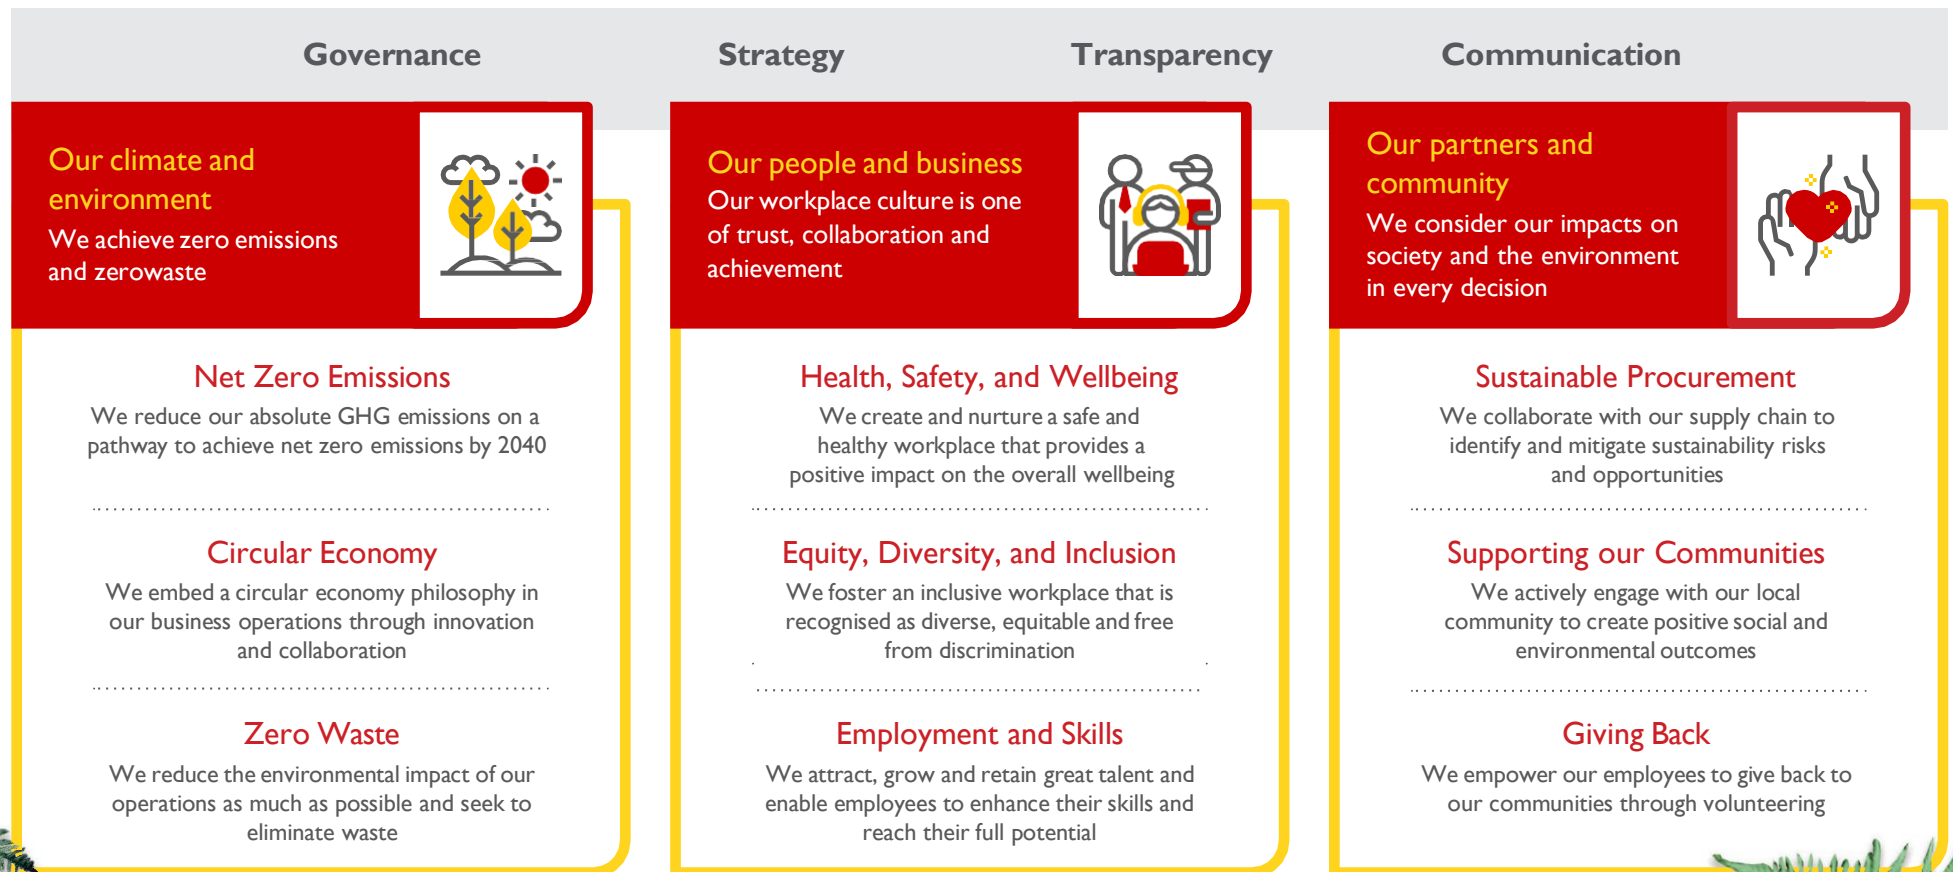 Governance Strategy Transparency Communication
Our climate and
environment
We achieve zero emissions
and zerowaste
Net Zero Emissions
We reduce our absolute GHG emissions on a
pathway to achieve net zero emissions by 2040
Circular Economy
We embed a circular economy philosophy in
our business operations through innovation
and collaboration
Zero Waste
We reduce the environmental impact of our
operations as much as possible and seek to
eliminate waste
Our people and business
Our workplace culture is one
of trust, collaboration and
achievement
Health, Safety, and Wellbeing
We create and nurture a safe and
healthy workplace that provides a
positive impact on the overall wellbeing
Equity, Diversity, and Inclusion
We foster an inclusive workplace that is
recognised as diverse, equitable and free
from discrimination
Employment and Skills
We attract, grow and retain great talent and
enable employees to enhance their skills and
reach their full potential
Our partners and
community
We consider our impacts on
society and the environment
in every decision
Sustainable Procurement
We collaborate with our supply chain to
identify and mitigate sustainability risks
and opportunities
Supporting our Communities
We actively engage with our local
community to create positive social and
environmental outcomes
Giving Back
We empower our employees to give back to
our communities through volunteering